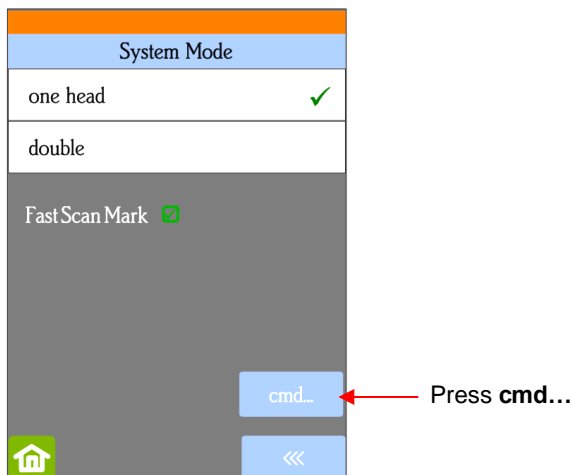 System Mode
one head
double
Fast Scan Mark
cmd...
Press cmd...